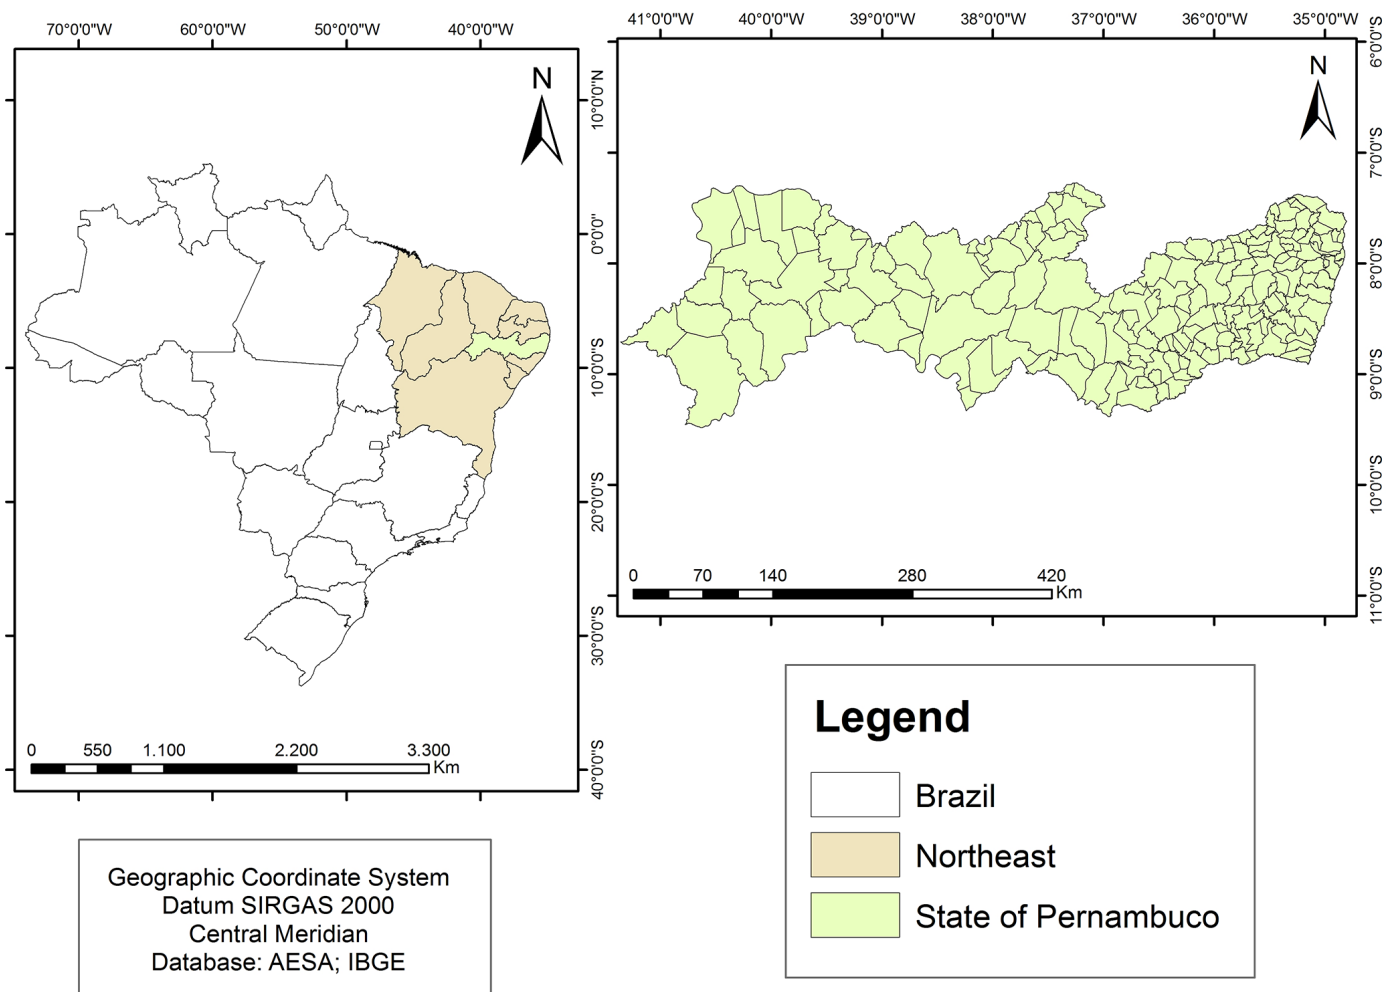 70°0'0"W 60°0'0"W 50°0'0"W 40°0'0"W
N
10°0'0"N
0°0'0"
10°0'0"S
20°0'0"S
30°0'0"S
40°0'0"S
0 550 1.100 2.200 3.300
Km
41°0'0"W 40°0'0"W 39°0'0"W 38°0'0"W 37°0'0"W 36°0'0"W 35°0'0"W
N
6°0'0"S
7°0'0"S
8°0'0"S
9°0'0"S
10°0'0"S
11°0'0"S
0 70 140 280 420
Km
Legend
Brazil
Northeast
State of Pernambuco
Geographic Coordinate System
Datum SIRGAS 2000
Central Meridian
Database: AESA; IBGE